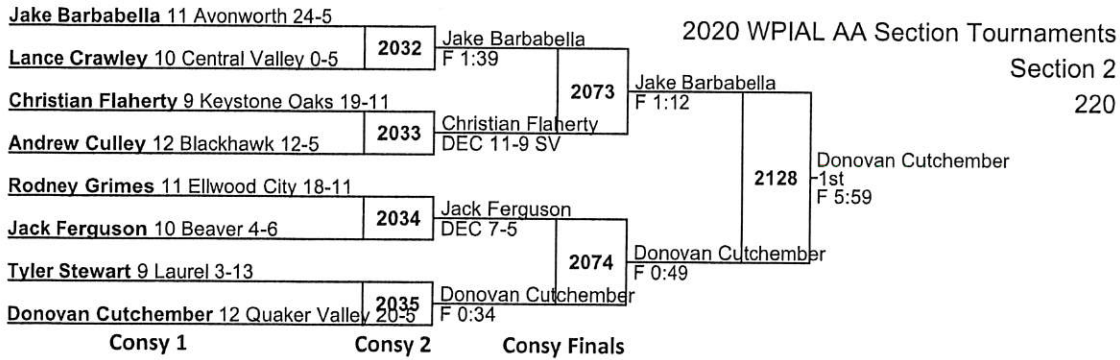 2020 WPIAL AA Section Tournaments
Section 2
220
Jake Barbabella 11 Avonworth 24-5
Lance Crawley 10 Central Valley 0-5
Christian Flaherty 9 Keystone Oaks 19-11
Andrew Culley 12 Blackhawk 12-5
Rodney Grimes 11 Ellwood City 18-11
Jack Ferguson 10 Beaver 4-6
Tyler Stewart 9 Laurel 3-13
Donovan Cutchember 12 Quaker Valley 20-5
2032
2033
2034
2035
Jake Barbabella
F 1:39
Christian Flaherty
DEC 11-9 SV
Jack Ferguson
DEC 7-5
Donovan Cutchember
F 0:34
2073
2074
Jake Barbabella
F 1:12
Donovan Cutchember
F 0:49
2128
Donovan Cutchember
1st
F 5:59
Consy 1
Consy 2
Consy Finals